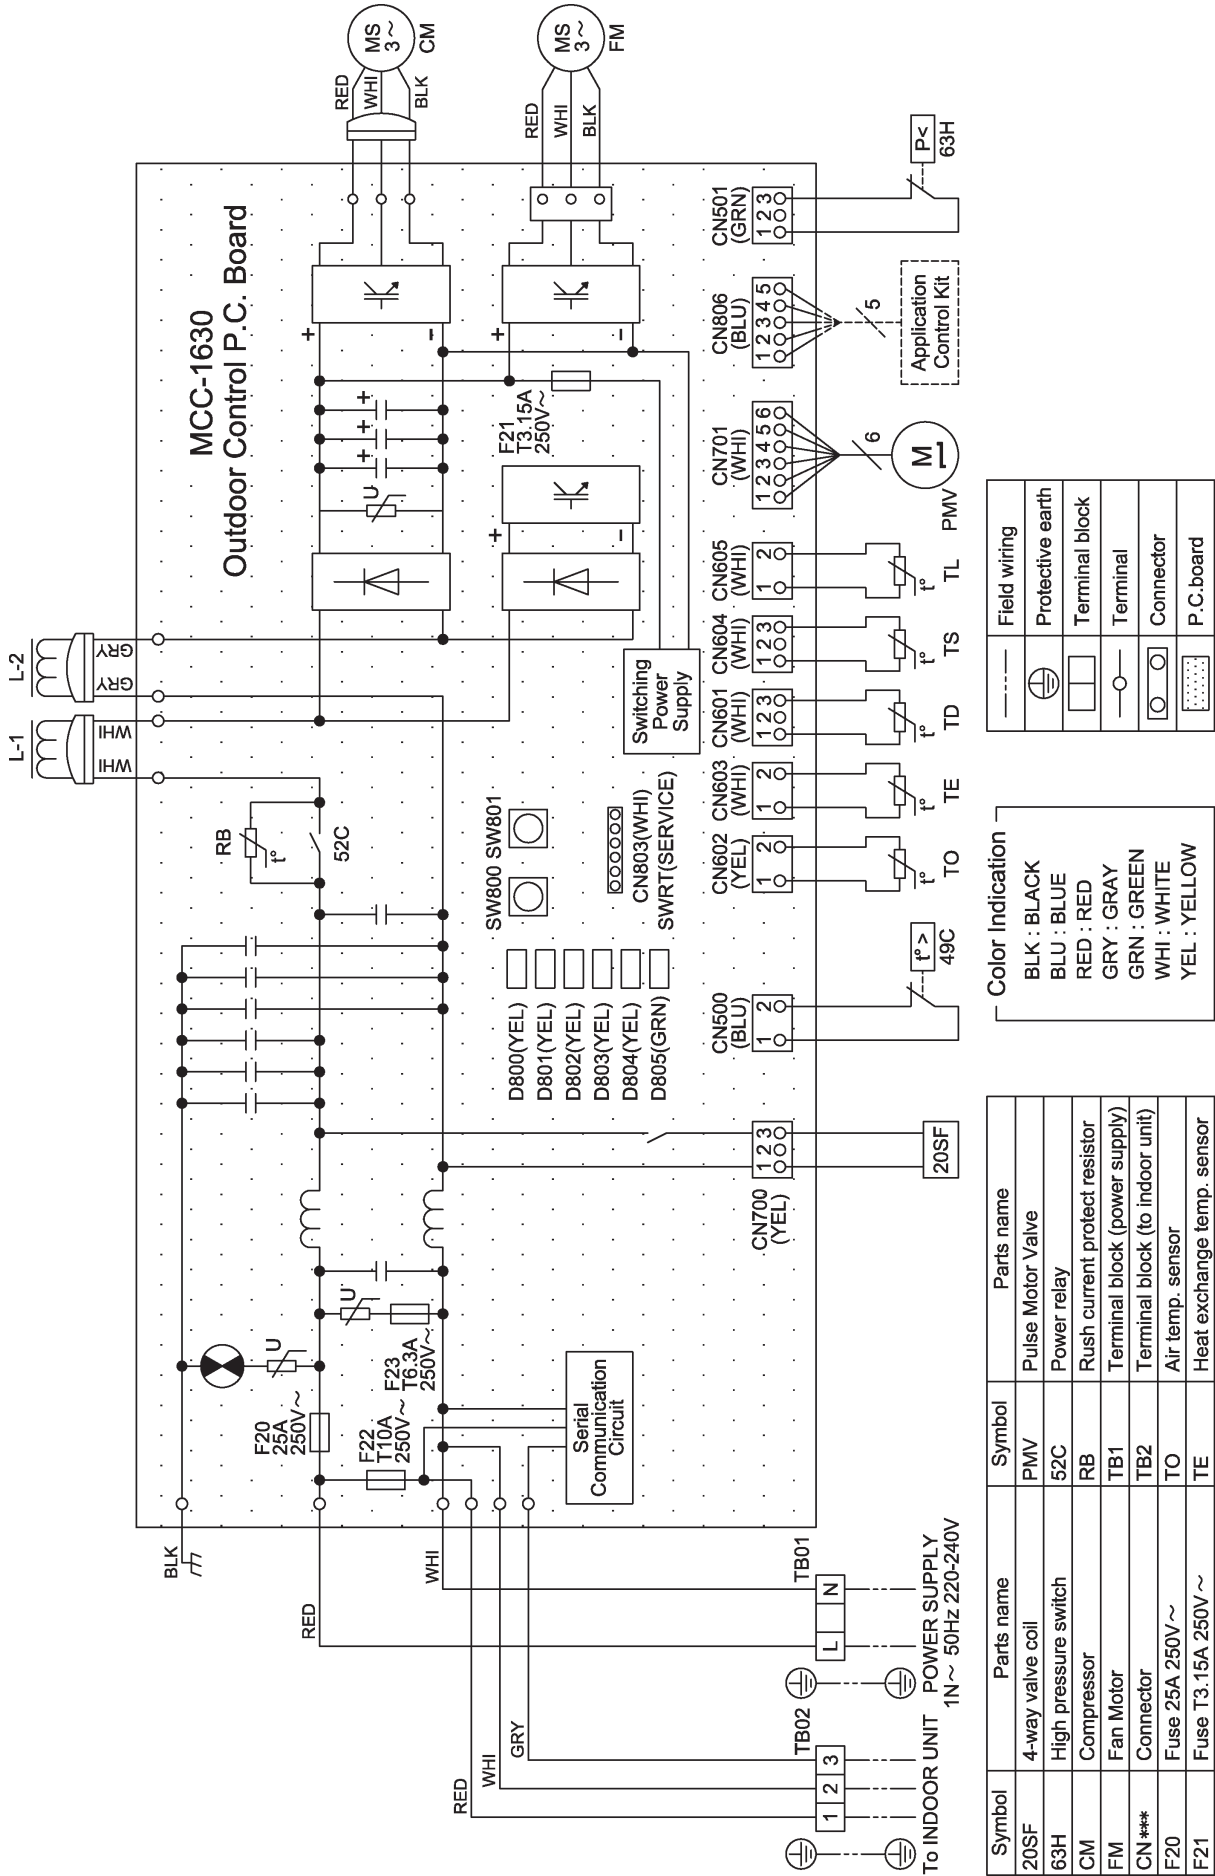 MCC-1630
Outdoor Control P.C. Board
L-1
L-2
WHI
WHI
GRY
GRY
MS
3～
CM
RED
WHI
BLK
MS
3～
FM
RED
WHI
BLK
BLK
RED
WHI
F20
25A
250V～
F22
T10A
250V～
F23
T6.3A
250V～
U
U
U
RB
t°
52C
+
+
+
+
−
+
−
+
−
F21
T3.15A
250V～
Serial
Communication
Circuit
D800(YEL)
D801(YEL)
D802(YEL)
D803(YEL)
D804(YEL)
D805(GRN)
SW800
SW801
CN803(WHI)
SWRT(SERVICE)
Switching
Power
Supply
CN700
(YEL)
1 2 3
20SF
CN500
(BLU)
1 2
t° >
49C
CN602
(YEL)
1 2
t°
TO
CN603
(WHI)
1 2
t°
TE
CN601
(WHI)
1 2 3
t°
TD
CN604
(WHI)
1 2 3
t°
TS
CN605
(WHI)
1 2
t°
TL
CN701
(WHI)
1 2 3 4 5 6
6
M
PMV
CN806
(BLU)
1 2 3 4 5
5
Application
Control Kit
CN501
(GRN)
1 2 3
P<
63H
RED
WHI
GRY
TB02
1 2 3
To INDOOR UNIT
TB01
L N
POWER SUPPLY
1N～ 50Hz 220-240V
Symbol Parts name Symbol Parts name
20SF 4-way valve coil PMV Pulse Motor Valve
63H High pressure switch 52C Power relay
CM Compressor RB Rush current protect resistor
FM Fan Motor TB1 Terminal block (power supply)
CN*** Connector TB2 Terminal block (to indoor unit)
F20 Fuse 25A 250V～ TO Air temp. sensor
F21 Fuse T3.15A 250V～ TE Heat exchange temp. sensor
Color Indication
BLK : BLACK
BLU : BLUE
RED : RED
GRY : GRAY
GRN : GREEN
WHI : WHITE
YEL : YELLOW
Field wiring
Protective earth
Terminal block
Terminal
Connector
P.C.board